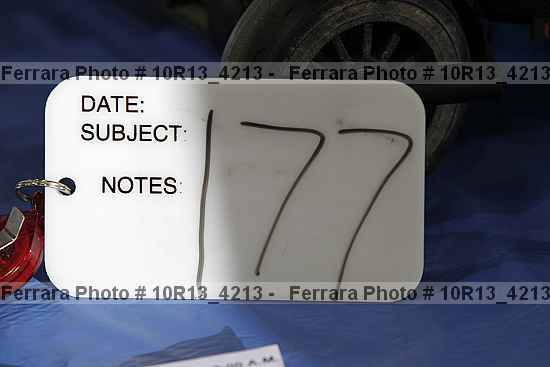 Ferrara Photo # 10R13_4213 - Ferrara Photo # 10R13_4213
DATE:
SUBJECT:
177
NOTES:
Ferrara Photo # 10R13_4213 - Ferrara Photo # 10R13_4213
A.M.